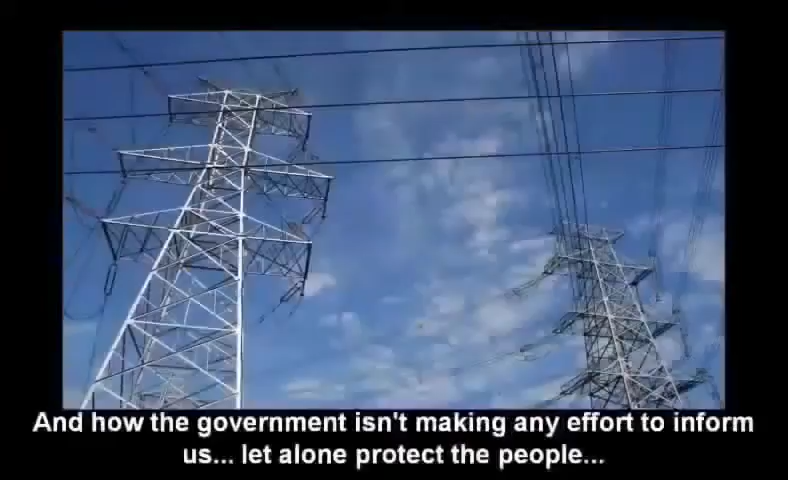 And how the government isn't making any effort to inform
us... let alone protect the people...